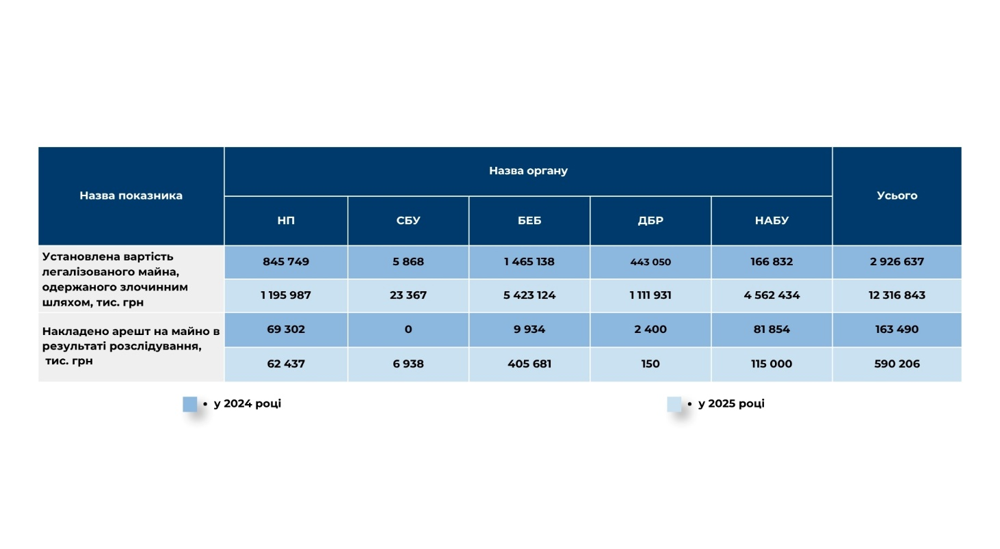 Назва показника
Назва органу
Усього
НП
СБУ
БЕБ
ДБР
НАБУ
Установлена вартість
легалізованого майна,
одержаного злочинним
шляхом, тис. грн
845 749
5 868
1 465 138
443 050
166 832
2 926 637
1 195 987
23 367
5 423 124
1 111 931
4 562 434
12 316 843
Накладено арешт на майно в
результаті розслідування,
тис. грн
69 302
0
9 934
2 400
81 854
163 490
62 437
6 938
405 681
150
115 000
590 206
• у 2024 році
• у 2025 році